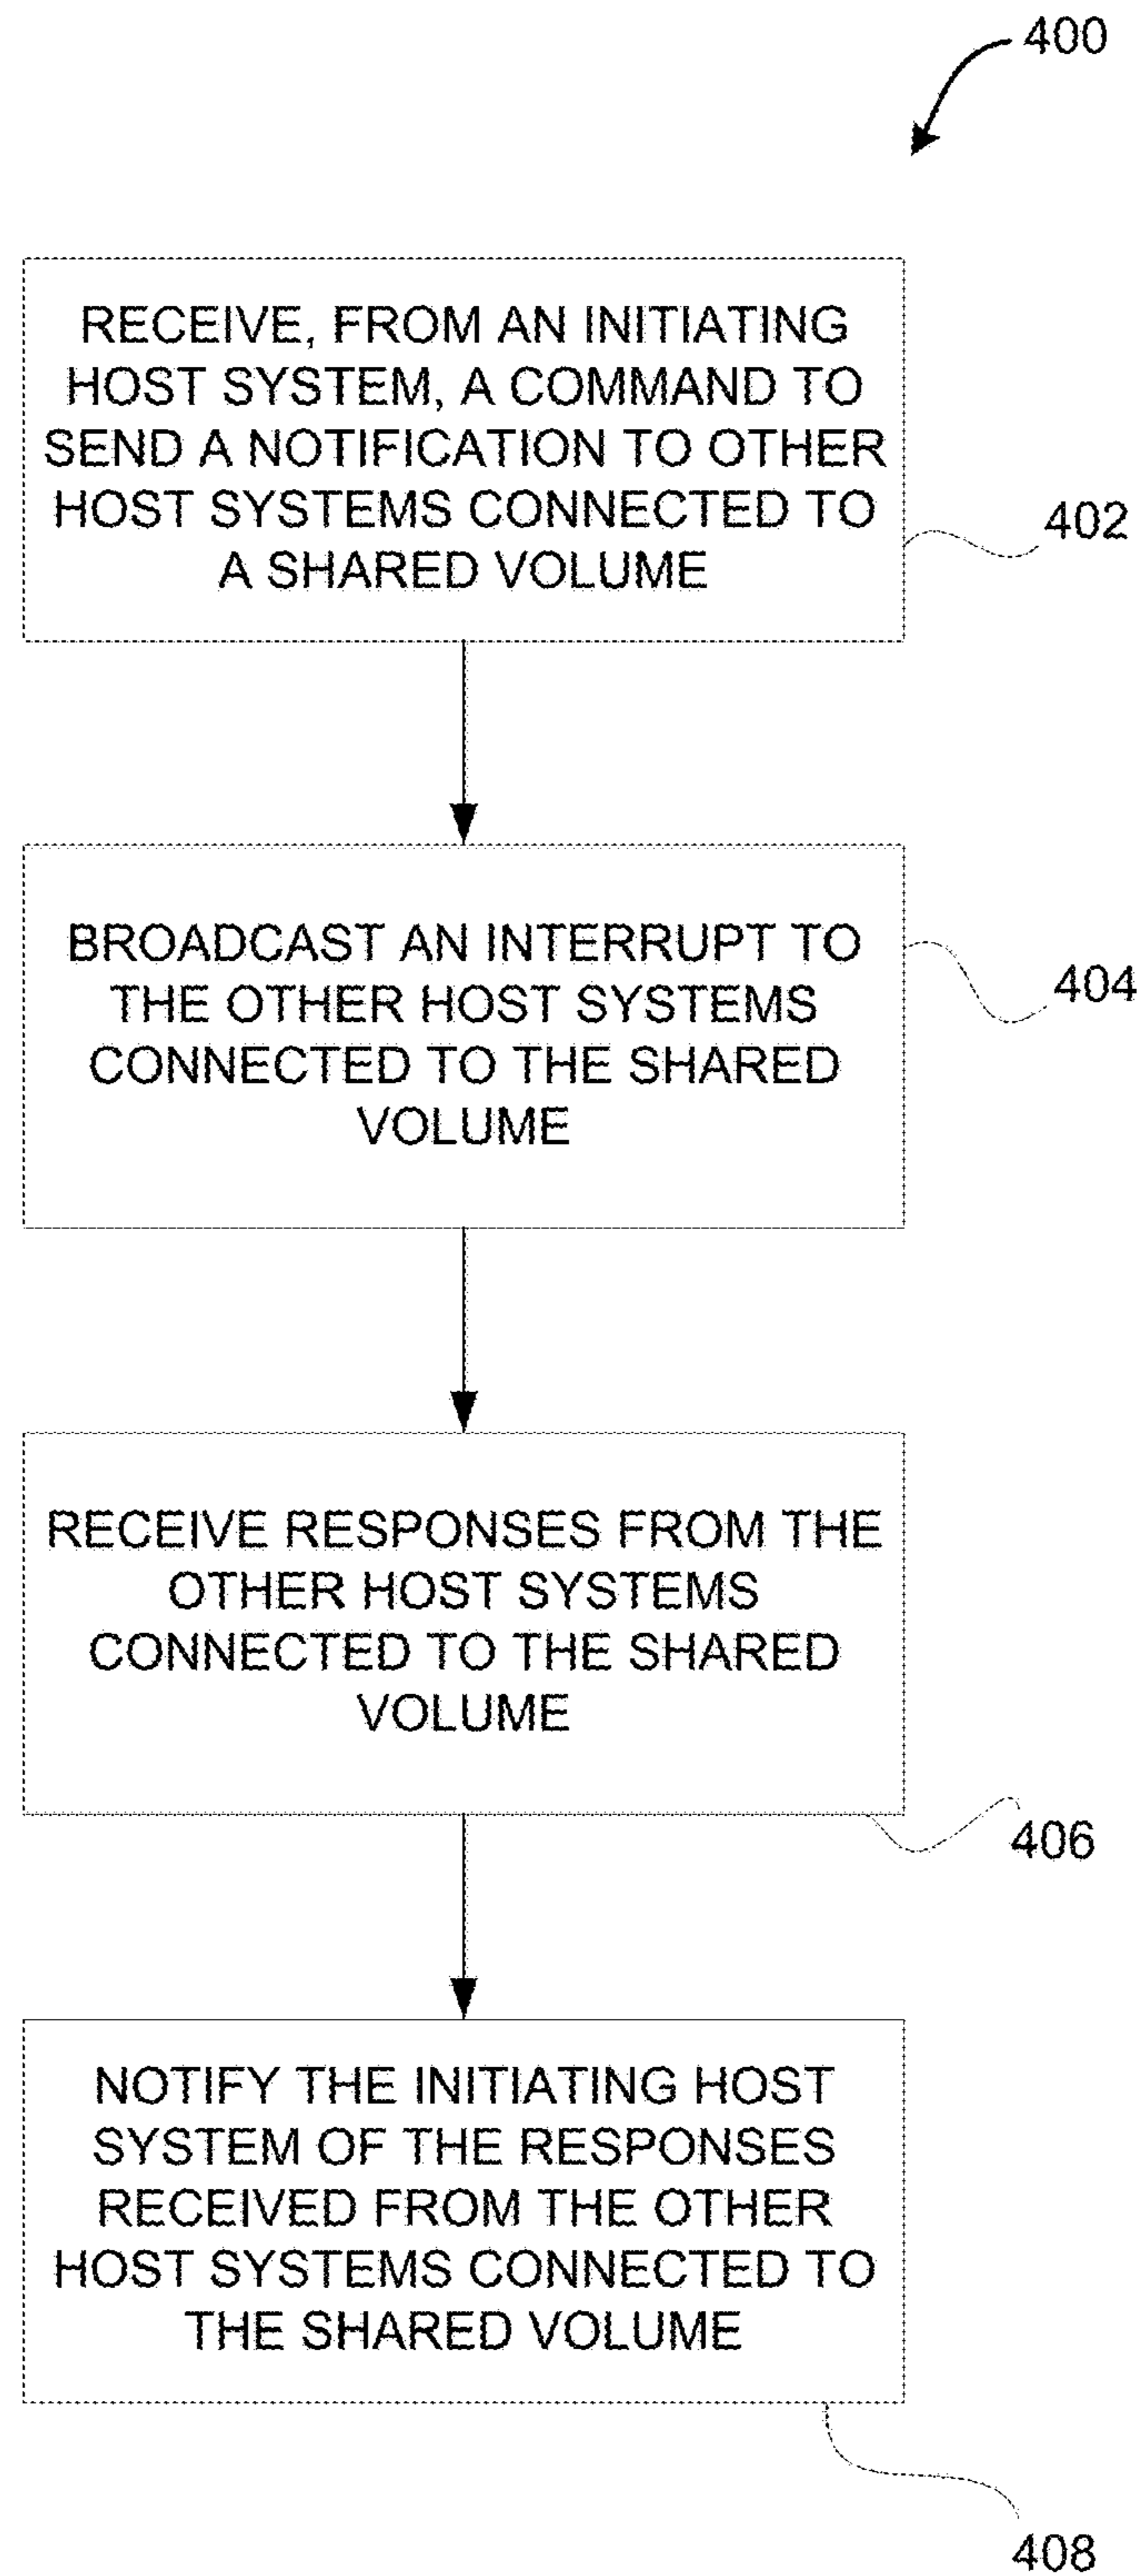 400
RECEIVE, FROM AN INITIATING
HOST SYSTEM, A COMMAND TO
SEND A NOTIFICATION TO OTHER
HOST SYSTEMS CONNECTED TO
A SHARED VOLUME
402
BROADCAST AN INTERRUPT TO
THE OTHER HOST SYSTEMS
CONNECTED TO THE SHARED
VOLUME
404
RECEIVE RESPONSES FROM THE
OTHER HOST SYSTEMS
CONNECTED TO THE SHARED
VOLUME
406
NOTIFY THE INITIATING HOST
SYSTEM OF THE RESPONSES
RECEIVED FROM THE OTHER
HOST SYSTEMS CONNECTED TO
THE SHARED VOLUME
408